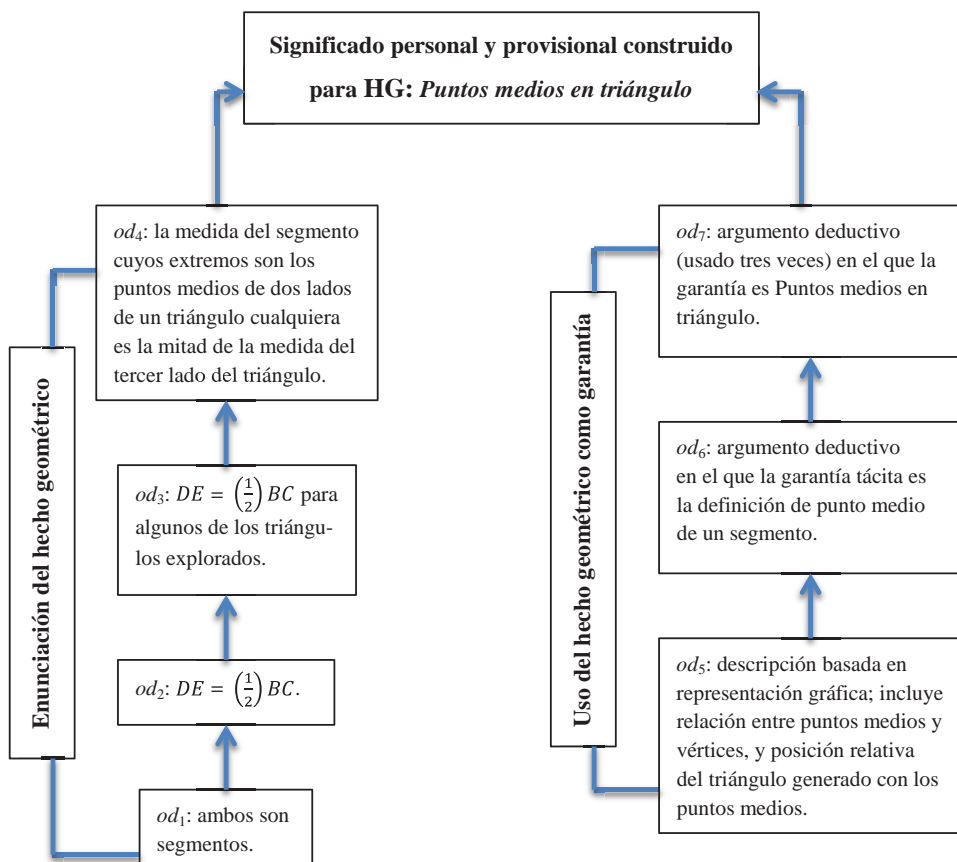 Significado personal y provisional construido
para HG: Puntos medios en triángulo
Enunciación del hecho geométrico
od4: la medida del segmento
cuyos extremos son los
puntos medios de dos lados
de un triángulo cualquiera
es la mitad de la medida del
tercer lado del triángulo.
od3: DE = (1/2) BC para
algunos de los triángu-
los explorados.
od2: DE = (1/2) BC.
od1: ambos son
segmentos.
Uso del hecho geométrico como garantía
od7: argumento deductivo
(usado tres veces) en el que la
garantía es Puntos medios en
triángulo.
od6: argumento deductivo
en el que la garantía tácita es
la definición de punto medio
de un segmento.
od5: descripción basada en
representación gráfica; incluye
relación entre puntos medios y
vértices, y posición relativa
del triángulo generado con los
puntos medios.